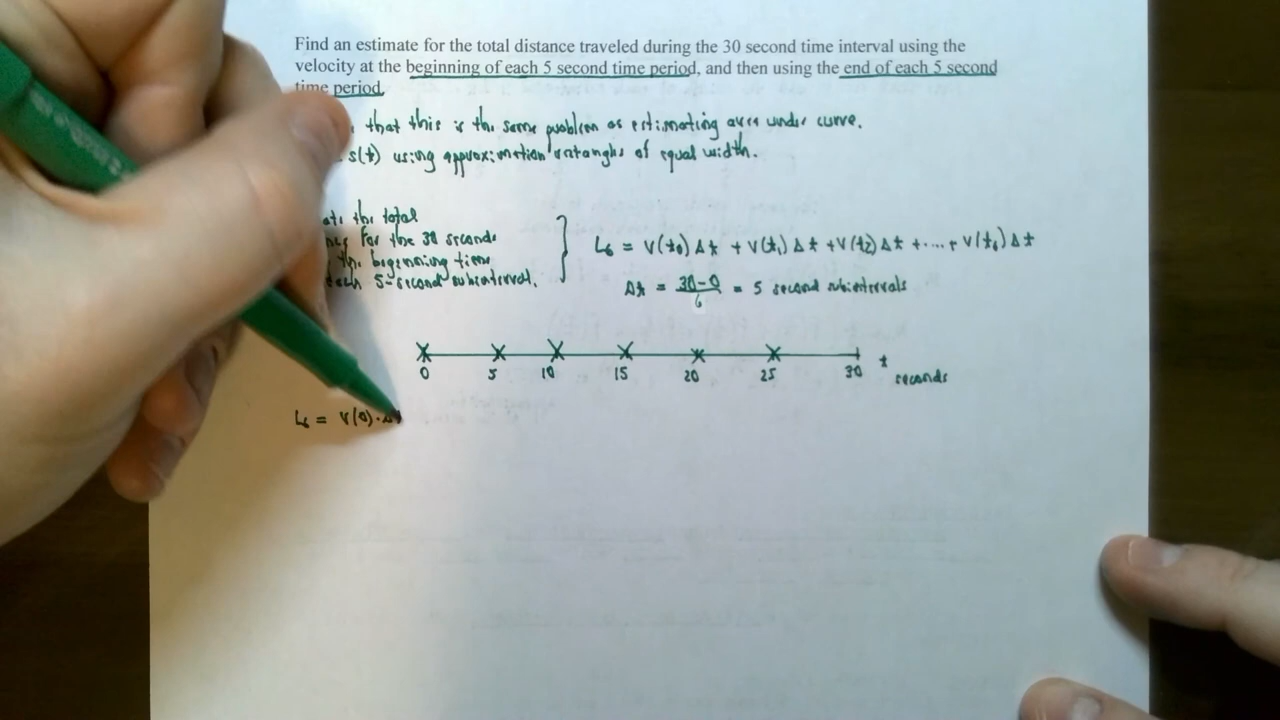 Find an estimate for the total distance traveled during the 30 second time interval using the
velocity at the beginning of each 5 second time period, and then using the end of each 5 second
time period.
that this is the same problem as estimating area under curve.
s(t) using approximation rectangles of equal width.
the total
for the 30 seconds
the beginning time
each 5-second subinterval.
L₆ = v(t₀) Δt + v(t₁) Δt + v(t₂) Δt + .... + v(t₆) Δt
Δt = 30-0 / 6 = 5 second subintervals
0 5 10 15 20 25 30 t
seconds
L₆ = v(0)·Δt